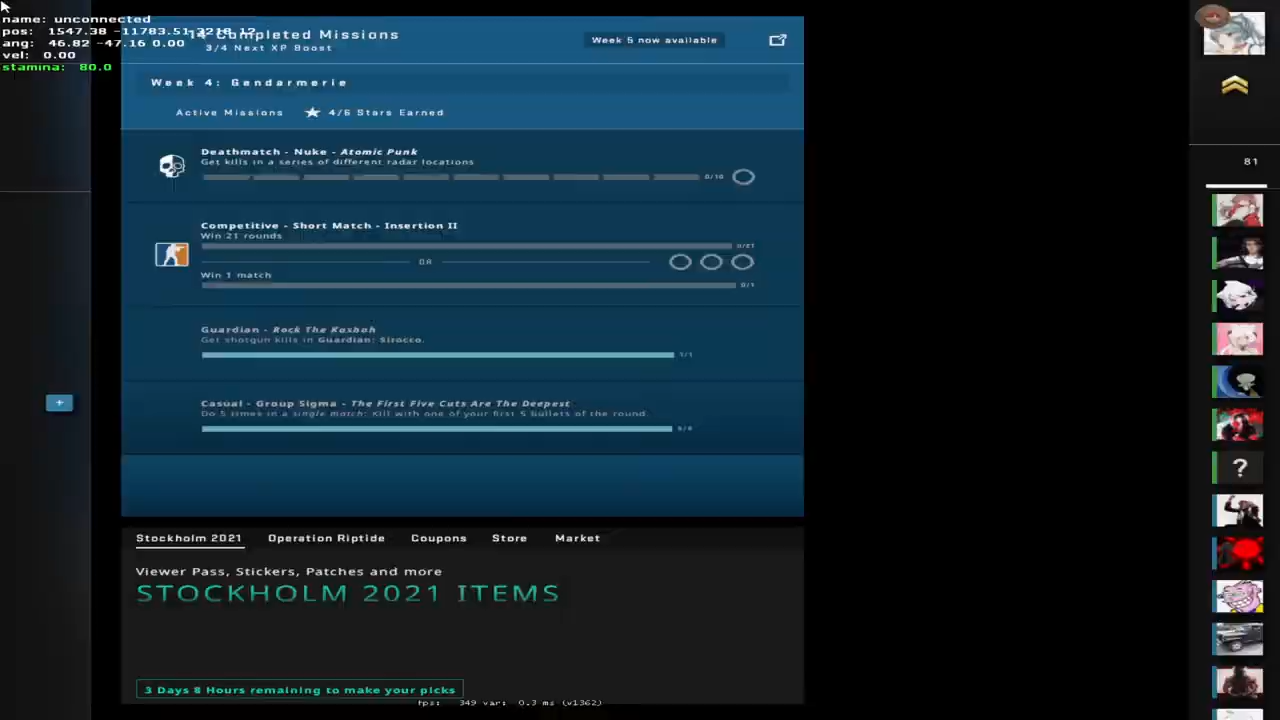 name: unconnected
pos: 1547.38 -11783.51
ang: 46.82 -47.16 0.00
vel: 0.00
stamina: 80.0
14 Completed Missions
3/4 Next XP Boost
Week 5 now available
Week 4: Gendarmerie
Active Missions
4/6 Stars Earned
Deathmatch - Nuke - Atomic Punk
Get kills in a series of different radar locations
0/10
Competitive - Short Match - Insertion II
Win 21 rounds
0/21
OR
Win 1 match
0/1
Guardian - Rock The Kasbah
Get shotgun kills in Guardian: Sirocco.
1/1
Casual - Group Sigma - The First Five Cuts Are The Deepest
Do 5 times in a single match: Kill with one of your first 5 bullets of the round.
+
Stockholm 2021
Operation Riptide
Coupons
Store
Market
Viewer Pass, Stickers, Patches and more
STOCKHOLM 2021 ITEMS
3 Days 8 Hours remaining to make your picks
fps: 349 var: 0.3 ms (v1362)
81
?